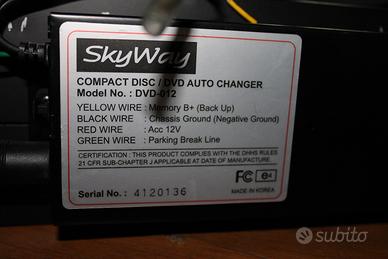 SkyWay
COMPACT DISC / DVD AUTO CHANGER
Model No. : DVD-012
YELLOW WIRE : Memory B+ (Back Up)
BLACK WIRE : Chassis Ground (Negative Ground)
RED WIRE : Acc 12V
GREEN WIRE : Parking Break Line
CERTIFICATION : THIS PRODUCT COMPLIES WITH THE DHHS RULES
21 CFR SUB-CHAPTER J APPLICABLE AT DATE OF MANUFACTURE.
FC e4
Serial No. : 4120136
MADE IN KOREA
subito